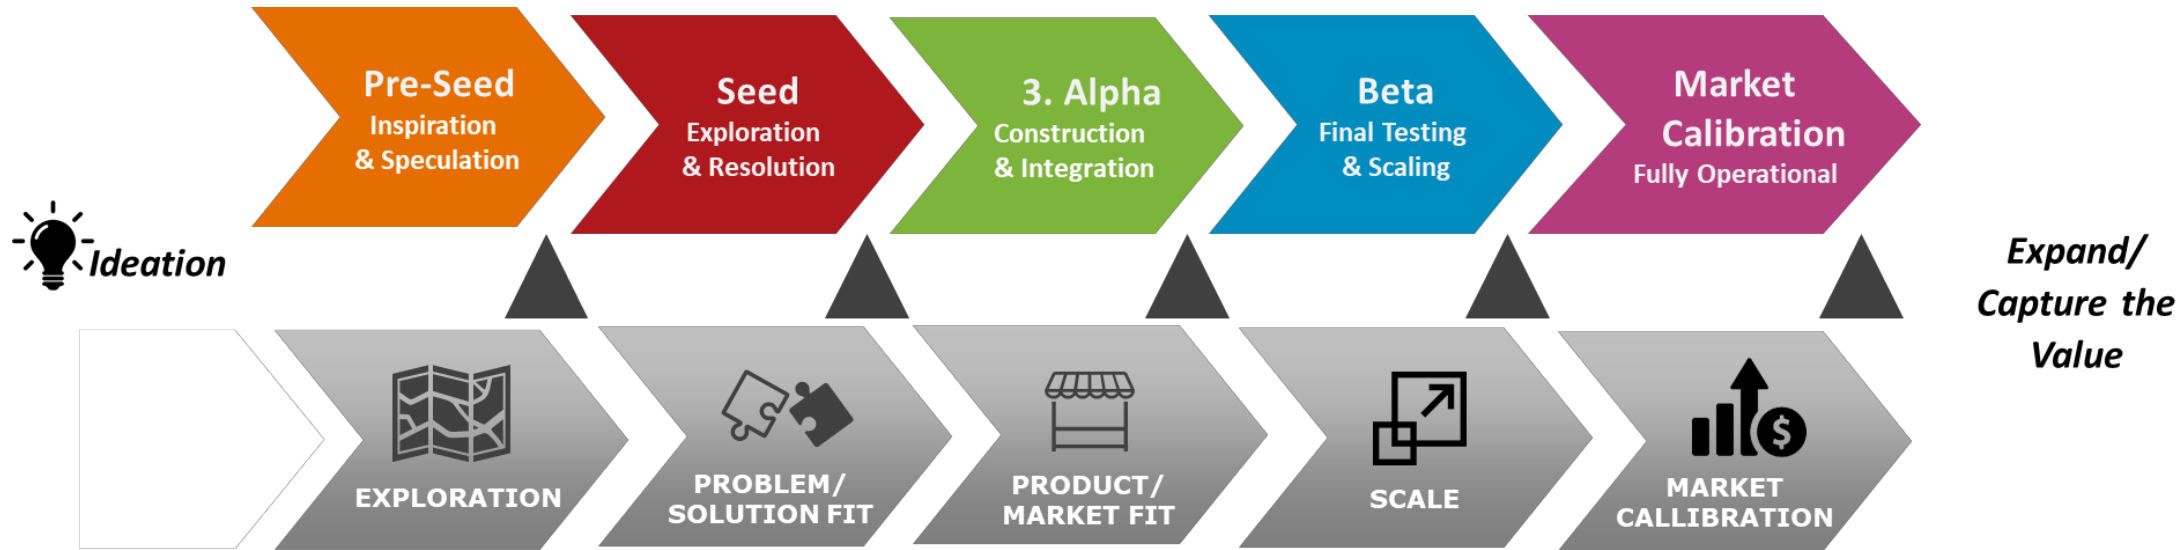 Pre-Seed
Inspiration
& Speculation
Seed
Exploration
& Resolution
3. Alpha
Construction
& Integration
Beta
Final Testing
& Scaling
Market
Calibration
Fully Operational
Ideation
Expand/
Capture the
Value
EXPLORATION
PROBLEM/
SOLUTION FIT
PRODUCT/
MARKET FIT
SCALE
$
MARKET
CALLIBRATION